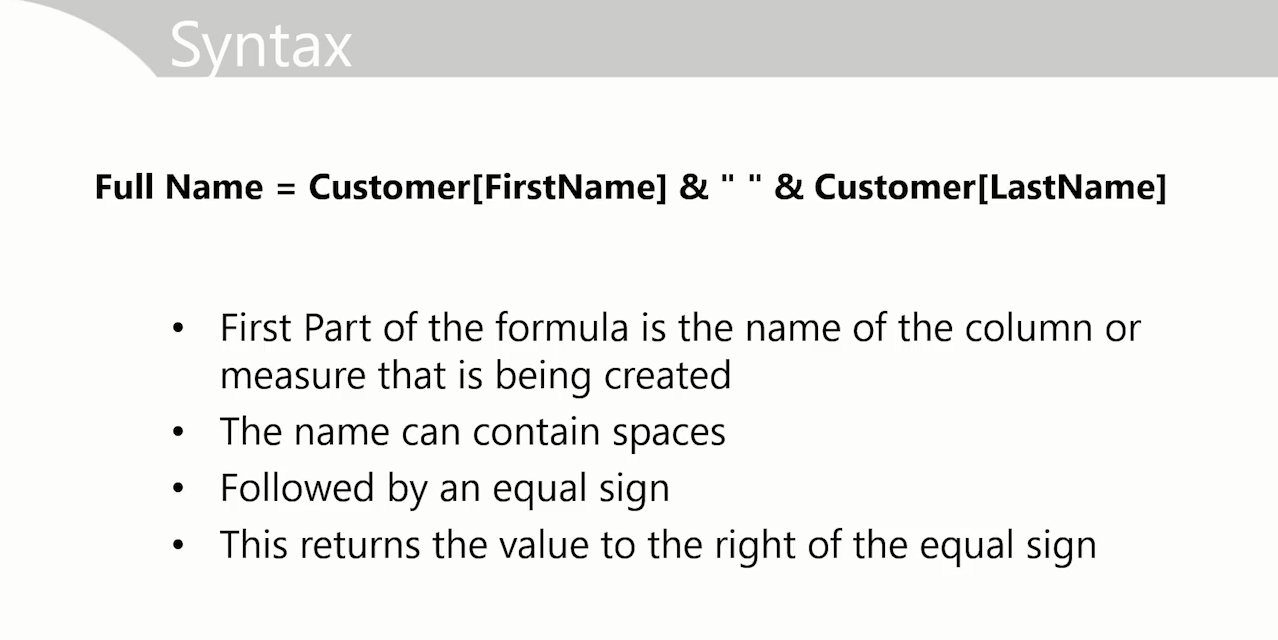 Syntax
Full Name = Customer[FirstName] & " " & Customer[LastName]
• First Part of the formula is the name of the column or
measure that is being created
• The name can contain spaces
• Followed by an equal sign
• This returns the value to the right of the equal sign